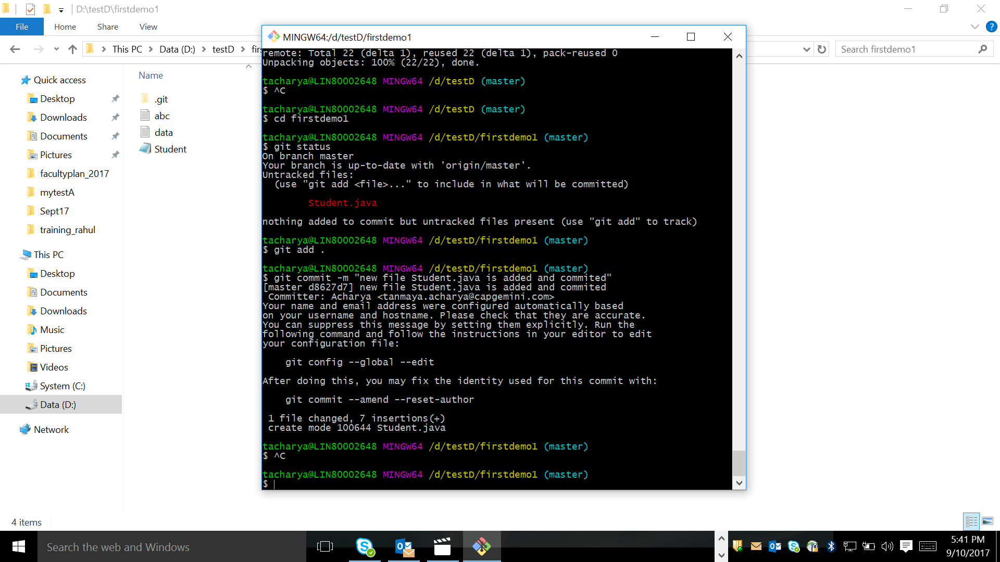 D:\testD\firstdemo1
File Home Share View
This PC Data (D:) testD firs
Search firstdemo1
Quick access
Desktop
Downloads
Documents
Pictures
facultyplan_2017
mytestA
Sept17
training_rahul
This PC
Desktop
Documents
Downloads
Music
Pictures
Videos
System (C:)
Data (D:)
Network
Name
.git
abc
data
Student
4 items
MINGW64:/d/testD/firstdemo1
remote: Total 22 (delta 1), reused 22 (delta 1), pack-reused 0
Unpacking objects: 100% (22/22), done.
tacharya@LIN80002648 MINGW64 /d/testD (master)
$ ^C
tacharya@LIN80002648 MINGW64 /d/testD (master)
$ cd firstdemo1
tacharya@LIN80002648 MINGW64 /d/testD/firstdemo1 (master)
$ git status
On branch master
Your branch is up-to-date with 'origin/master'.
Untracked files:
(use "git add <file>..." to include in what will be committed)
Student.java
nothing added to commit but untracked files present (use "git add" to track)
tacharya@LIN80002648 MINGW64 /d/testD/firstdemo1 (master)
$ git add .
tacharya@LIN80002648 MINGW64 /d/testD/firstdemo1 (master)
$ git commit -m "new file Student.java is added and commited"
[master d8627d7] new file Student.java is added and commited
Committer: Acharya <tanmaya.acharya@capgemini.com>
Your name and email address were configured automatically based
on your username and hostname. Please check that they are accurate.
You can suppress this message by setting them explicitly. Run the
following command and follow the instructions in your editor to edit
your configuration file:
git config --global --edit
After doing this, you may fix the identity used for this commit with:
git commit --amend --reset-author
1 file changed, 7 insertions(+)
create mode 100644 Student.java
tacharya@LIN80002648 MINGW64 /d/testD/firstdemo1 (master)
$ ^C
tacharya@LIN80002648 MINGW64 /d/testD/firstdemo1 (master)
$
Search the web and Windows
5:41 PM
9/10/2017